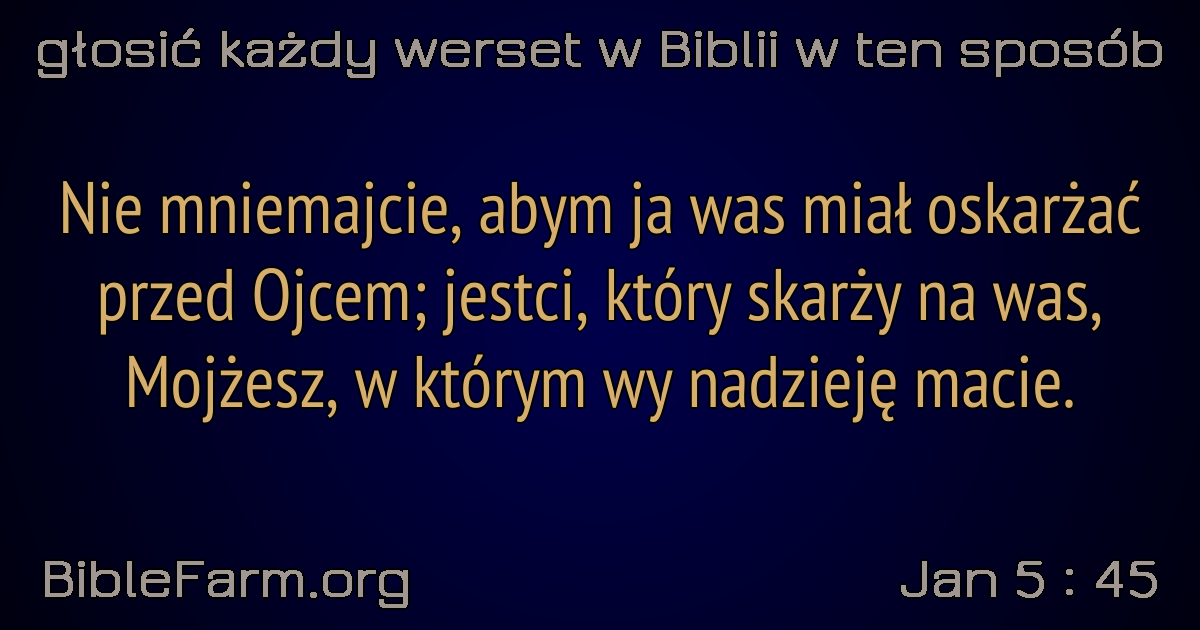 głosić każdy werset w Biblii w ten sposób
Nie mniemajcie, abym ja was miał oskarżać
przed Ojcem; jestci, który skarży na was,
Mojżesz, w którym wy nadzieję macie.
BibleFarm.org
Jan 5 : 45